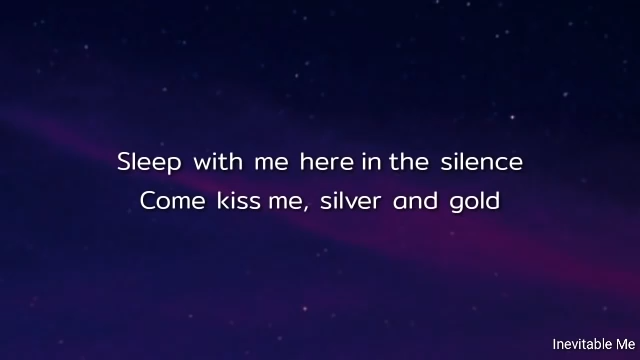 Sleep with me here in the silence
Come kiss me, silver and gold
Inevitable Me